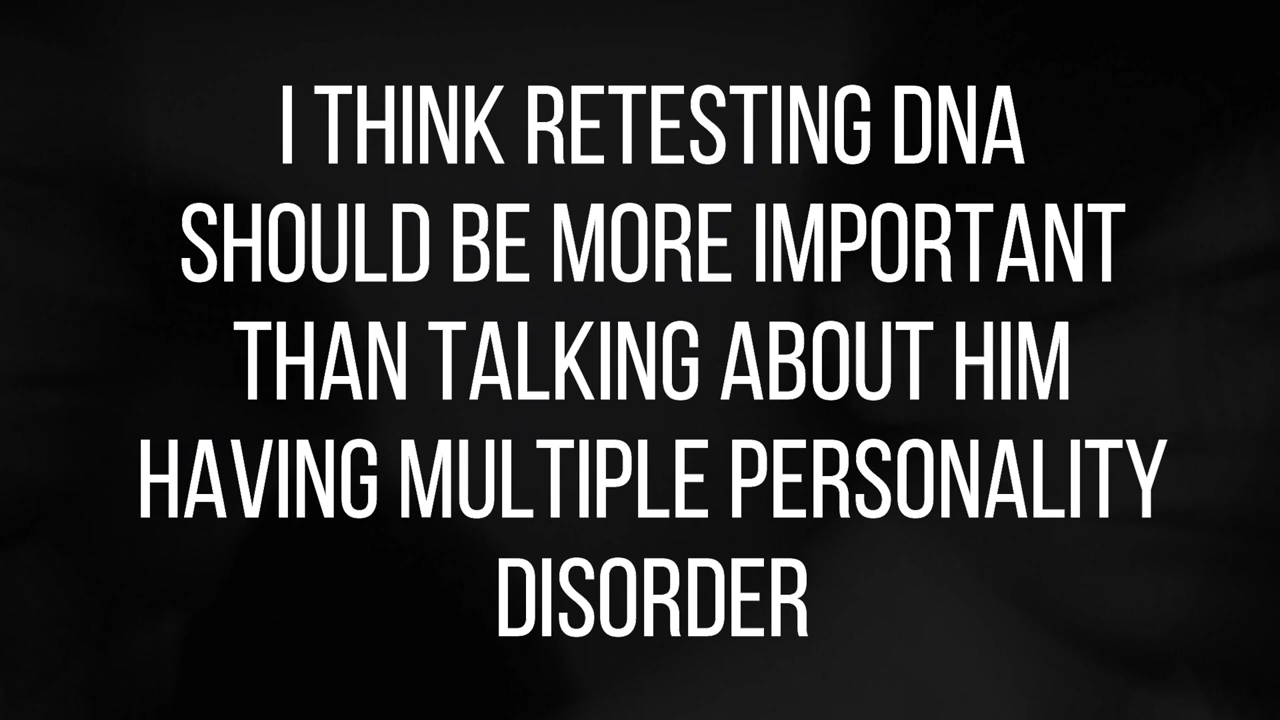 I THINK RETESTING DNA
SHOULD BE MORE IMPORTANT
THAN TALKING ABOUT HIM
HAVING MULTIPLE PERSONALITY
DISORDER